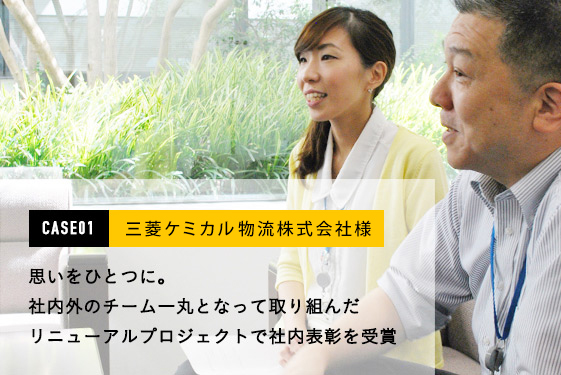 CASE01
三菱ケミカル物流株式会社様
思いをひとつに。
社内外のチーム一丸となって取り組んだ
リニューアルプロジェクトで社内表彰を受賞